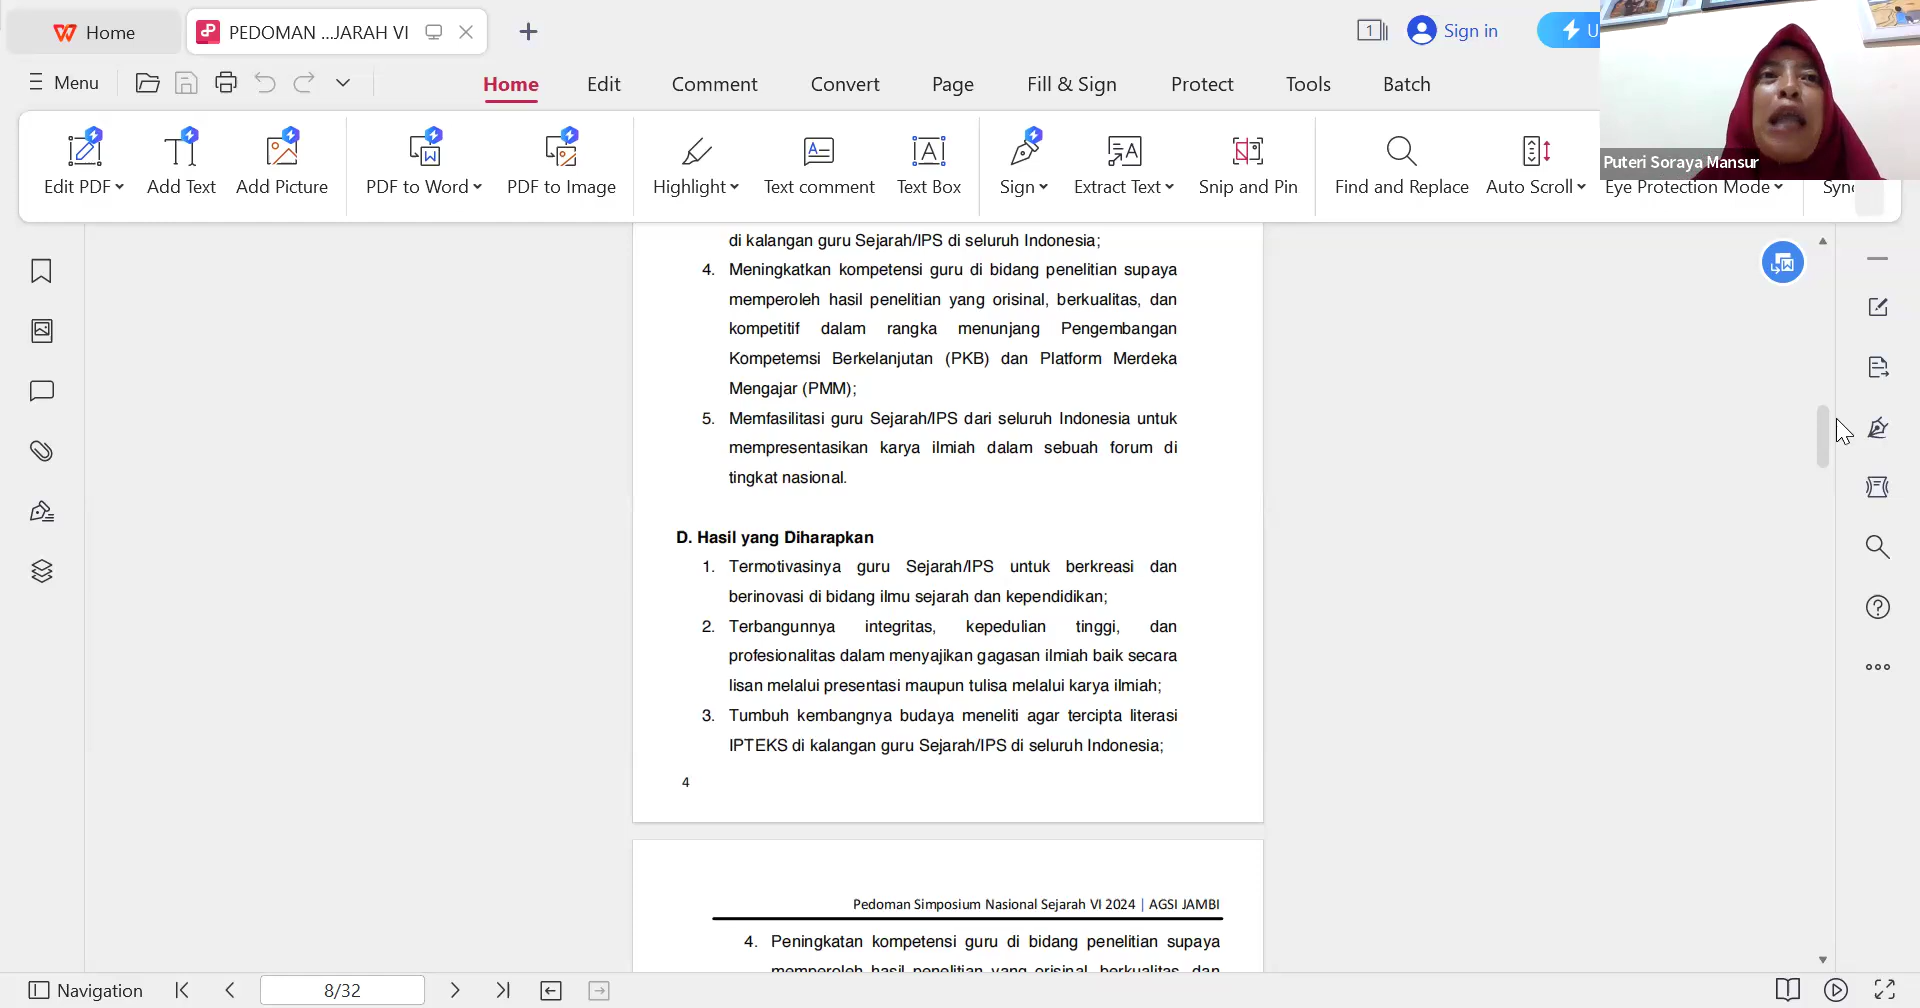 Home
PEDOMAN ...JARAH VI
1
Sign in
U
Menu
Home Edit Comment Convert Page Fill & Sign Protect Tools Batch
Edit PDF Add Text Add Picture PDF to Word PDF to Image Highlight Text comment Text Box Sign Extract Text Snip and Pin Find and Replace Auto Scroll Eye Protection Mode
Puteri Soraya Mansur
di kalangan guru Sejarah/IPS di seluruh Indonesia;
4. Meningkatkan kompetensi guru di bidang penelitian supaya
memperoleh hasil penelitian yang orisinal, berkualitas, dan
kompetitif dalam rangka menunjang Pengembangan
Kompetemsi Berkelanjutan (PKB) dan Platform Merdeka
Mengajar (PMM);
5. Memfasilitasi guru Sejarah/IPS dari seluruh Indonesia untuk
mempresentasikan karya ilmiah dalam sebuah forum di
tingkat nasional.
D. Hasil yang Diharapkan
1. Termotivasinya guru Sejarah/IPS untuk berkreasi dan
berinovasi di bidang ilmu sejarah dan kependidikan;
2. Terbangunnya integritas, kepedulian tinggi, dan
profesionalitas dalam menyajikan gagasan ilmiah baik secara
lisan melalui presentasi maupun tulisa melalui karya ilmiah;
3. Tumbuh kembangnya budaya meneliti agar tercipta literasi
IPTEKS di kalangan guru Sejarah/IPS di seluruh Indonesia;
4
Pedoman Simposium Nasional Sejarah VI 2024 | AGSI JAMBI
4. Peningkatan kompetensi guru di bidang penelitian supaya
memperoleh hasil penelitian yang orisinal, berkualitas, dan
Navigation
8/32